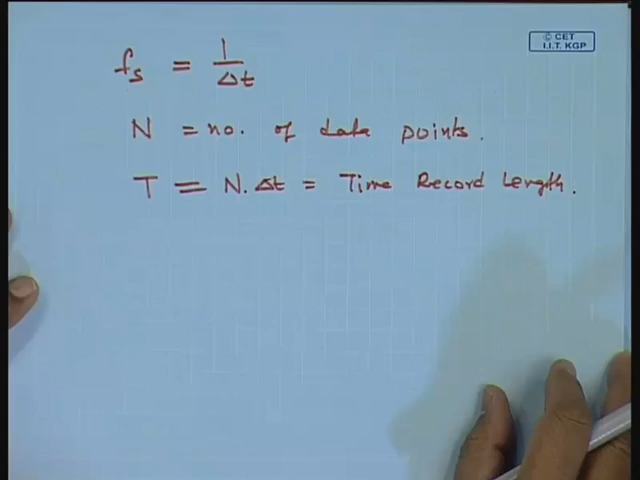 © CET
I.I.T. KGP
fs = 1/Δt
N = no. of data points.
T = N. Δt = Time Record Length.